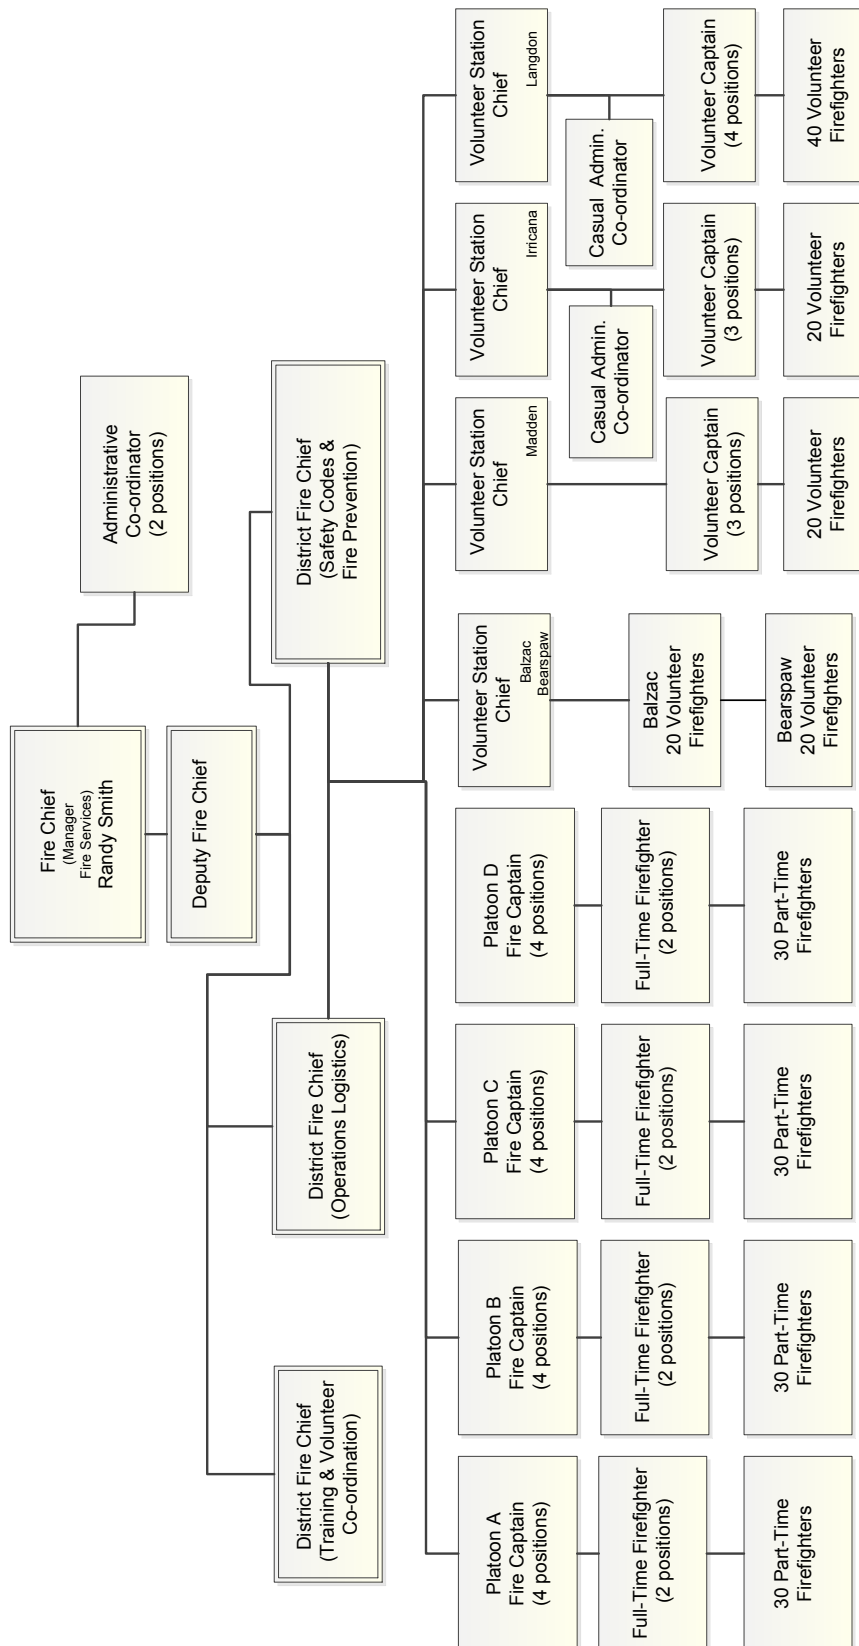 Fire Chief
(Manager
Fire Services)
Randy Smith
Administrative
Co-ordinator
(2 positions)
Deputy Fire Chief
District Fire Chief
(Training & Volunteer
Co-ordination)
District Fire Chief
(Operations Logistics)
District Fire Chief
(Safety Codes &
Fire Prevention)
Platoon A
Fire Captain
(4 positions)
Full-Time Firefighter
(2 positions)
30 Part-Time
Firefighters
Platoon B
Fire Captain
(4 positions)
Full-Time Firefighter
(2 positions)
30 Part-Time
Firefighters
Platoon C
Fire Captain
(4 positions)
Full-Time Firefighter
(2 positions)
30 Part-Time
Firefighters
Platoon D
Fire Captain
(4 positions)
Full-Time Firefighter
(2 positions)
30 Part-Time
Firefighters
Volunteer Station
Chief
Balzac
Bearspaw
Balzac
20 Volunteer
Firefighters
Bearspaw
20 Volunteer
Firefighters
Volunteer Station
Chief
Madden
Volunteer Captain
(3 positions)
20 Volunteer
Firefighters
Volunteer Station
Chief
Irricana
Casual Admin.
Co-ordinator
Volunteer Captain
(3 positions)
20 Volunteer
Firefighters
Volunteer Station
Chief
Langdon
Casual Admin.
Co-ordinator
Volunteer Captain
(4 positions)
40 Volunteer
Firefighters